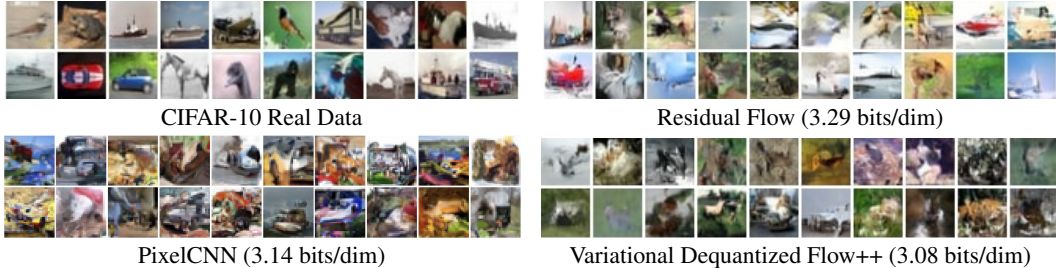 CIFAR-10 Real Data
Residual Flow (3.29 bits/dim)
PixelCNN (3.14 bits/dim)
Variational Dequantized Flow++ (3.08 bits/dim)